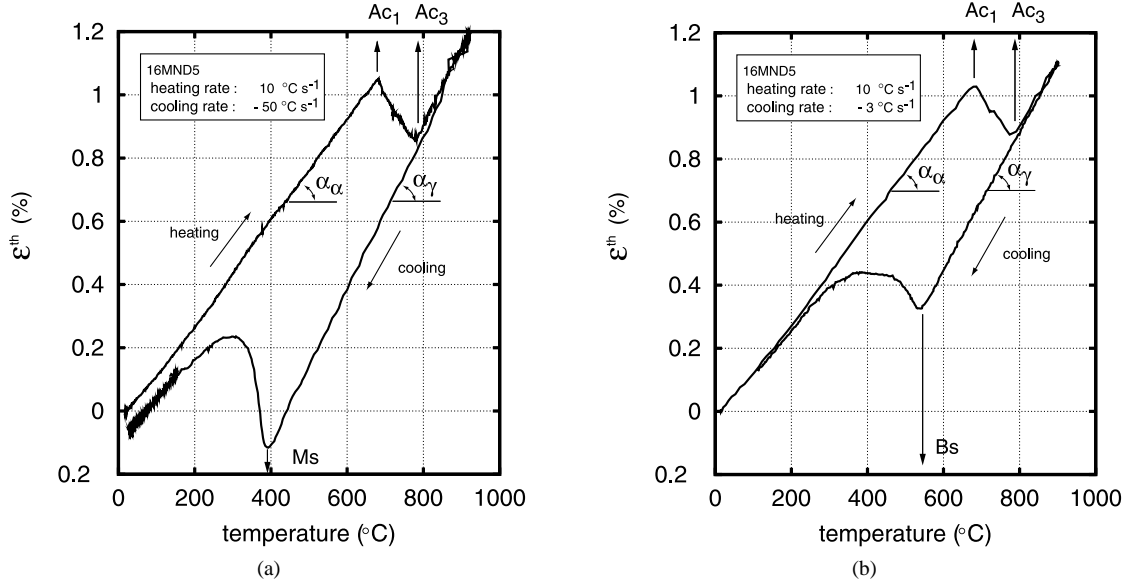 Ac1 Ac3
1.2
16MND5
heating rate : 10 °C s-1
cooling rate : - 50 °C s-1
1
0.8
αα αγ
0.6
heating
cooling
0.4
0.2
0
Ms
0.2
0 200 400 600 800 1000
εth (%)
temperature (°C)
(a)
Ac1 Ac3
1.2
16MND5
heating rate : 10 °C s-1
cooling rate : - 3 °C s-1
1
0.8
αα αγ
0.6
heating
cooling
0.4
0.2
0
Bs
0.2
0 200 400 600 800 1000
εth (%)
temperature (°C)
(b)